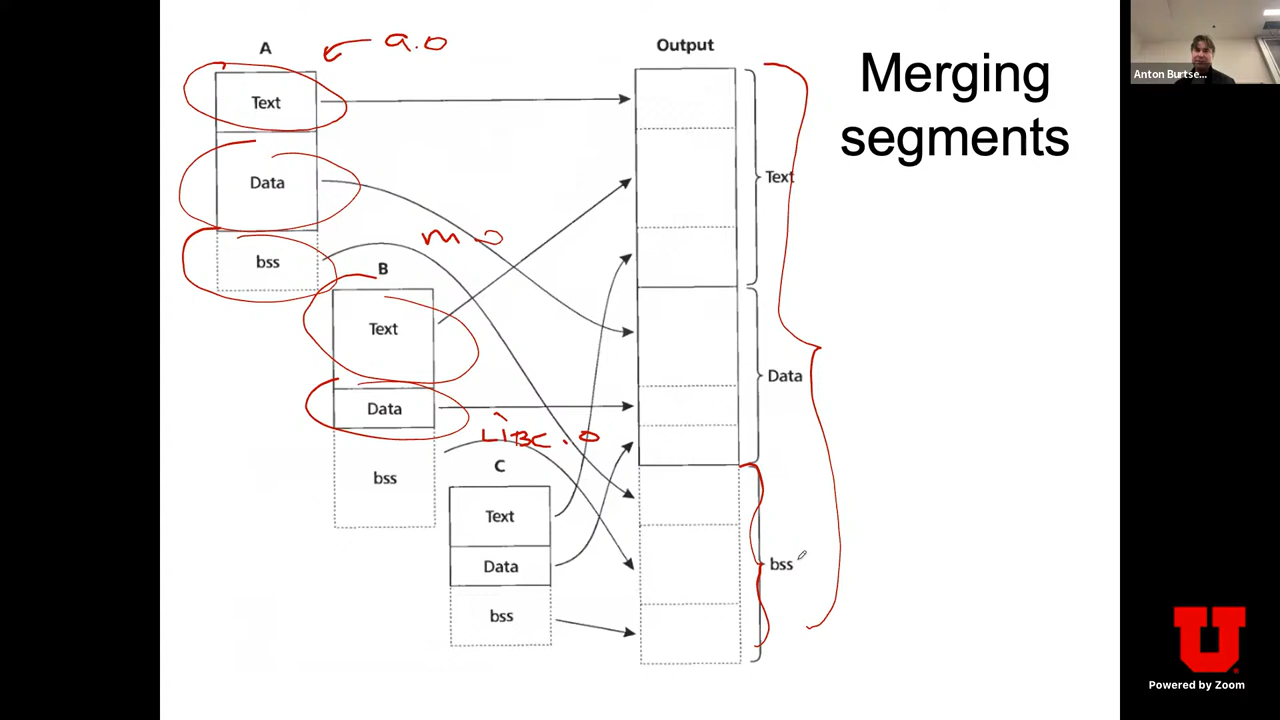 A
a.o
Text
Data
bss
m.o
B
Text
Data
bss
LIBC.o
C
Text
Data
bss
Output
Text
Data
bss
Merging
segments
Anton Burtse...
U
Powered by Zoom